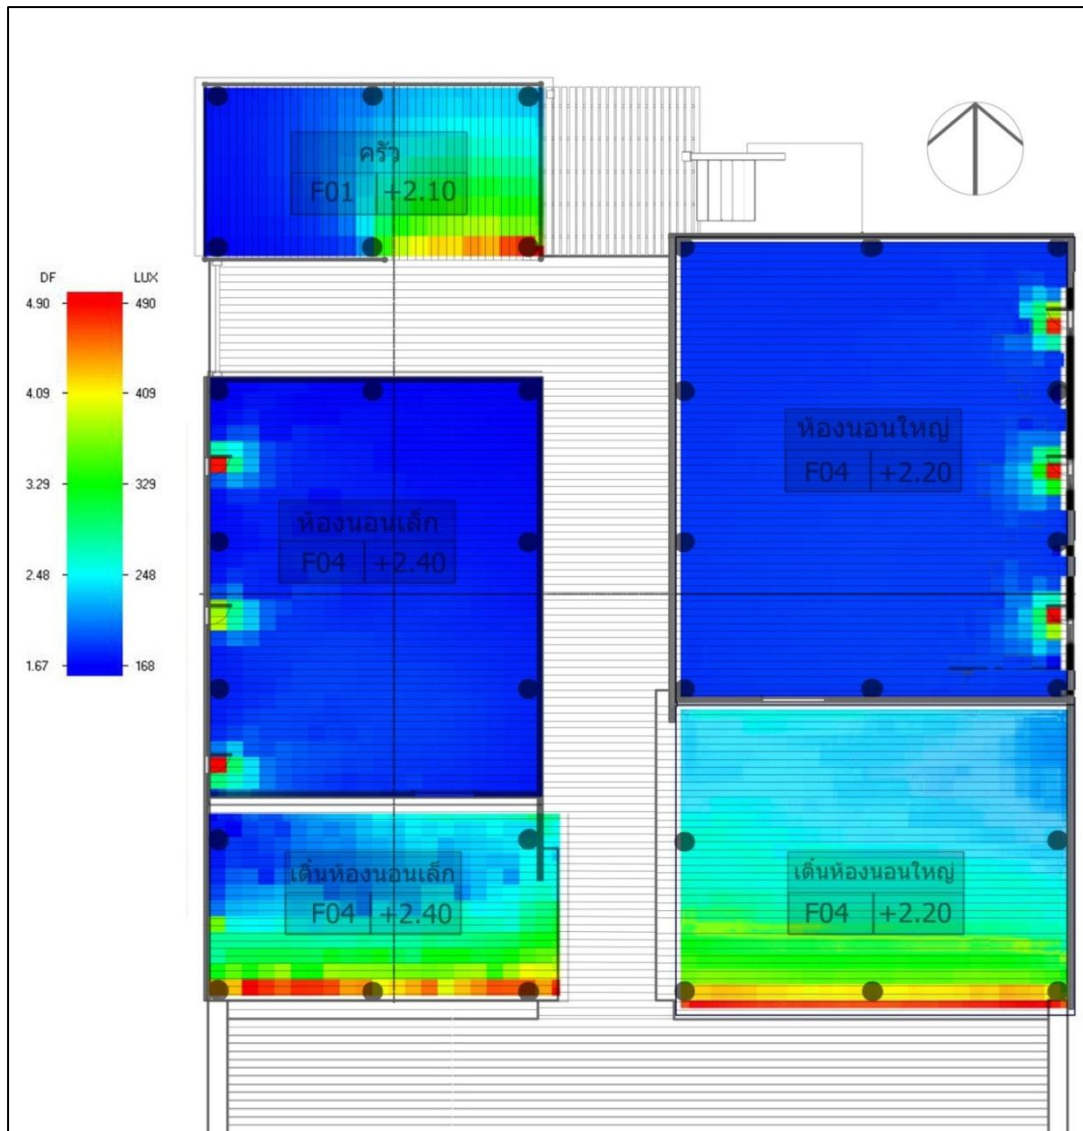 ครัว
F01 +2.10
DF LUX
4.90 490
4.09 409
3.29 329
2.48 248
1.67 168
ห้องนอนใหญ่
F04 +2.20
ห้องนอนเล็ก
F04 +2.40
เติ๋นห้องนอนเล็ก
F04 +2.40
เติ๋นห้องนอนใหญ่
F04 +2.20